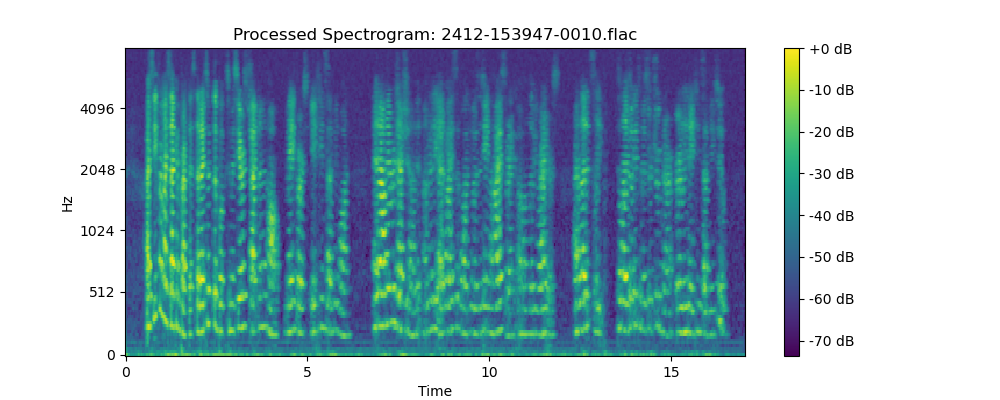 Processed Spectrogram: 2412-153947-0010.flac
+0 dB
-10 dB
-20 dB
-30 dB
-40 dB
-50 dB
-60 dB
-70 dB
4096
2048
1024
512
0
Hz
0 5 10 15
Time